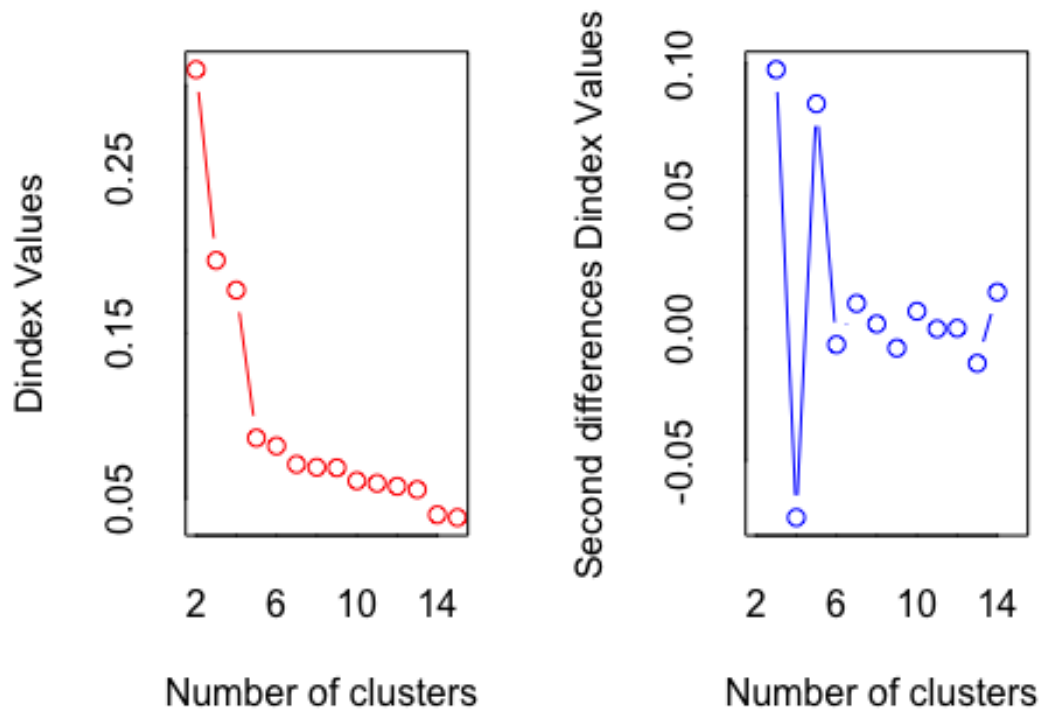 Dindex Values
0.25
0.15
0.05
2 6 10 14
Number of clusters
Second differences Dindex Values
0.10
0.05
0.00
-0.05
2 6 10 14
Number of clusters